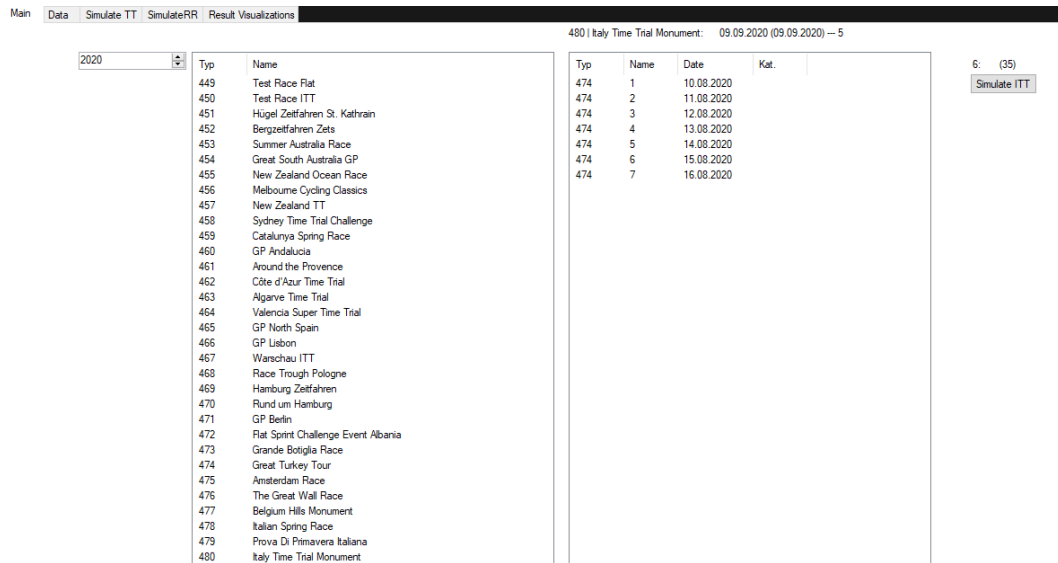 Main Data Simulate TT SimulateRR Result Visualizations
480 | Italy Time Trial Monument: 09.09.2020 (09.09.2020) --- 5
2020
Typ Name
449 Test Race Flat
450 Test Race ITT
451 Hügel Zeitfahren St. Kathrain
452 Bergzeitfahren Zets
453 Summer Australia Race
454 Great South Australia GP
455 New Zealand Ocean Race
456 Melbourne Cycling Classics
457 New Zealand TT
458 Sydney Time Trial Challenge
459 Catalunya Spring Race
460 GP Andalucia
461 Around the Provence
462 Côte d'Azur Time Trial
463 Algarve Time Trial
464 Valencia Super Time Trial
465 GP North Spain
466 GP Lisbon
467 Warschau ITT
468 Race Trough Pologne
469 Hamburg Zeitfahren
470 Rund um Hamburg
471 GP Berlin
472 Flat Sprint Challenge Event Albania
473 Grande Botiglia Race
474 Great Turkey Tour
475 Amsterdam Race
476 The Great Wall Race
477 Belgium Hills Monument
478 Italian Spring Race
479 Prova Di Primavera Italiana
480 Italy Time Trial Monument
Typ Name Date Kat.
474 1 10.08.2020
474 2 11.08.2020
474 3 12.08.2020
474 4 13.08.2020
474 5 14.08.2020
474 6 15.08.2020
474 7 16.08.2020
6: (35)
Simulate ITT